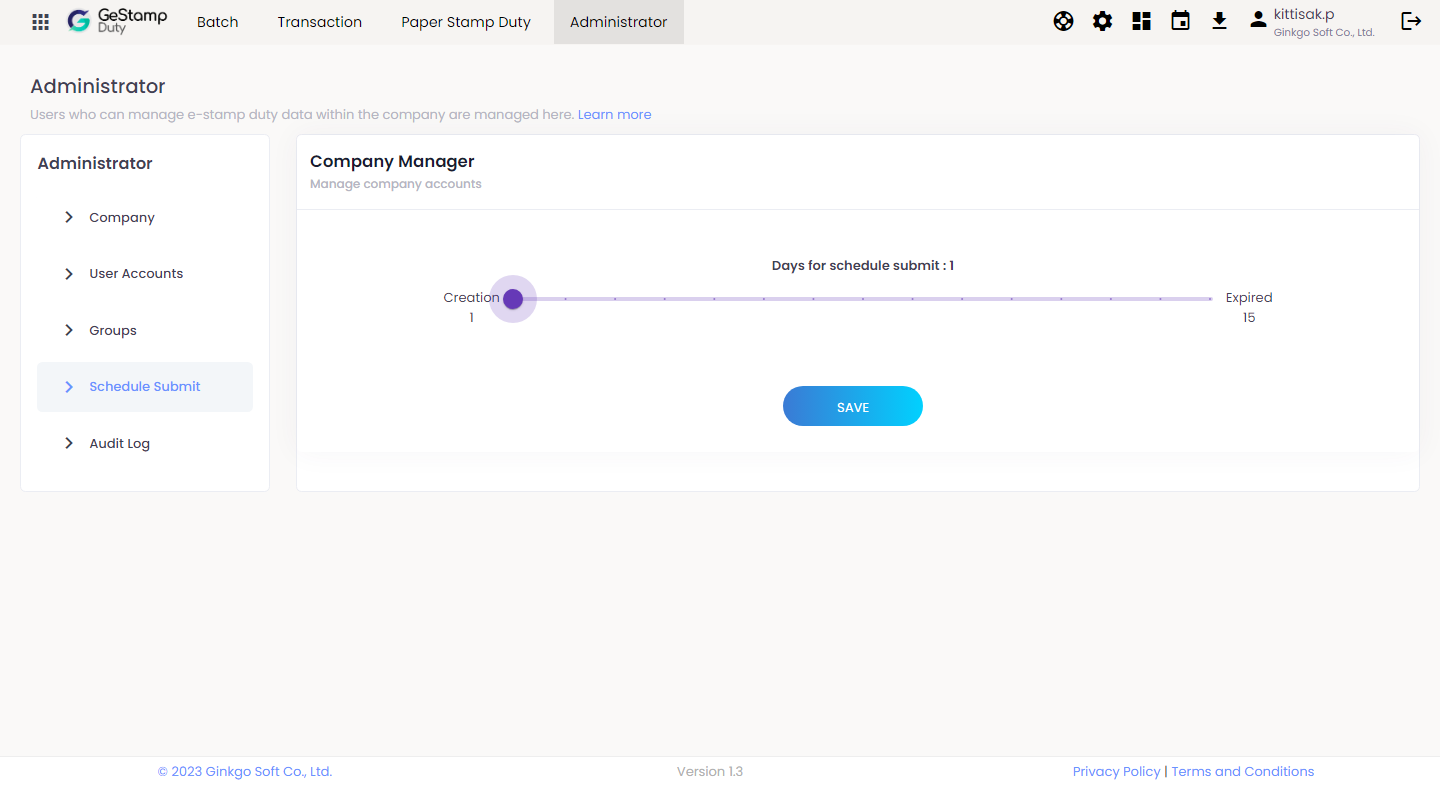 GeStamp
Duty
Batch
Transaction
Paper Stamp Duty
Administrator
kittisak.p
Ginkgo Soft Co., Ltd.
Administrator
Users who can manage e-stamp duty data within the company are managed here. Learn more
Administrator
Company
User Accounts
Groups
Schedule Submit
Audit Log
Company Manager
Manage company accounts
Days for schedule submit : 1
Creation
1
Expired
15
SAVE
© 2023 Ginkgo Soft Co., Ltd.
Version 1.3
Privacy Policy | Terms and Conditions